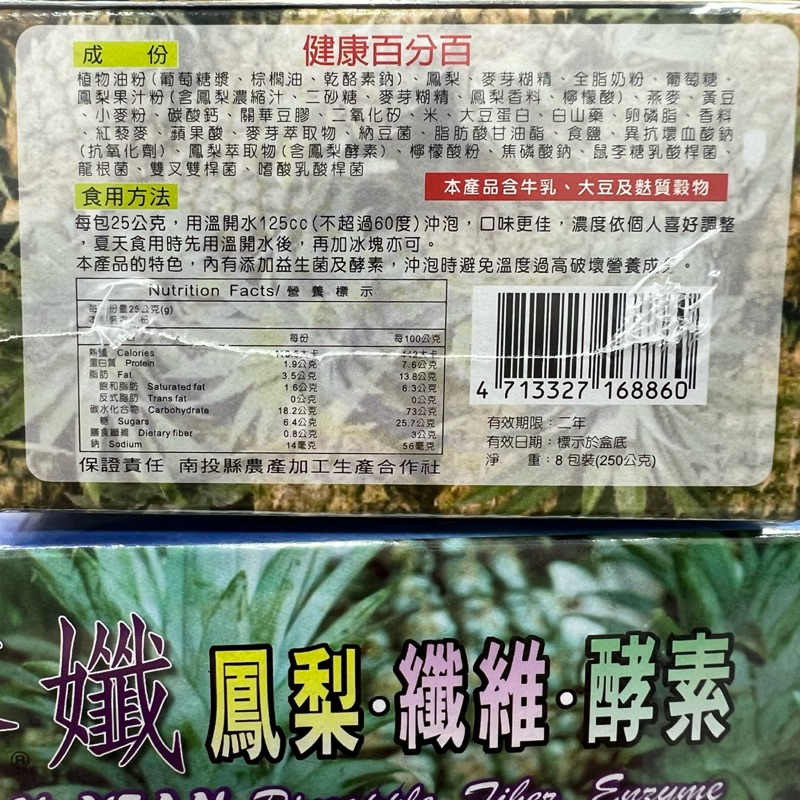 成 份
健康百分百
植物油粉(葡萄糖漿、棕櫚油、乾酪素鈉)、鳳梨、麥芽糊精、全脂奶粉、葡萄糖、
鳳梨果汁粉(含鳳梨濃縮汁、二砂糖、麥芽糊精、鳳梨香料、檸檬酸)、燕麥、黃豆
、小麥粉、碳酸鈣、關華豆膠、二氧化矽、米、大豆蛋白、白山藥、卵磷脂、香料
、紅藜麥、蘋果酸、麥芽萃取物、納豆菌、脂肪酸甘油酯、食鹽、異抗壞血酸鈉
(抗氧化劑)、鳳梨萃取物(含鳳梨酵素)、檸檬酸粉、焦磷酸鈉、鼠李糖乳酸桿菌、
龍根菌、雙叉雙桿菌、嗜酸乳酸桿菌
本產品含牛乳、大豆及麩質穀物
食用方法
每包25公克，用溫開水125cc(不超過60度)沖泡，口味更佳，濃度依個人喜好調整
，夏天食用時先用溫開水後，再加冰塊亦可。
本產品的特色，內有添加益生菌及酵素，沖泡時避免溫度過高破壞營養成分。
Nutrition Facts/營養標示
每一份量25公克(g)
每份 每100公克
熱量 Calories 442大卡
蛋白質 Protein 1.9公克 7.6公克
脂肪 Fat 3.5公克 13.8公克
飽和脂肪 Saturated fat 1.6公克 6.3公克
反式脂肪 Trans fat 0公克 0公克
碳水化合物 Carbohydrate 18.2公克 73公克
糖 Sugars 6.4公克 25.7公克
膳食纖維 Dietary fiber 0.8公克 3公克
鈉 Sodium 14毫克 56毫克
保證責任 南投縣農產加工生產合作社
4 713327 168860
有效期限：二年
有效日期：標示於盒底
淨 重：8包裝(250公克)
孅 鳳梨·纖維·酵素
®
Pineapple Fiber Enzyme